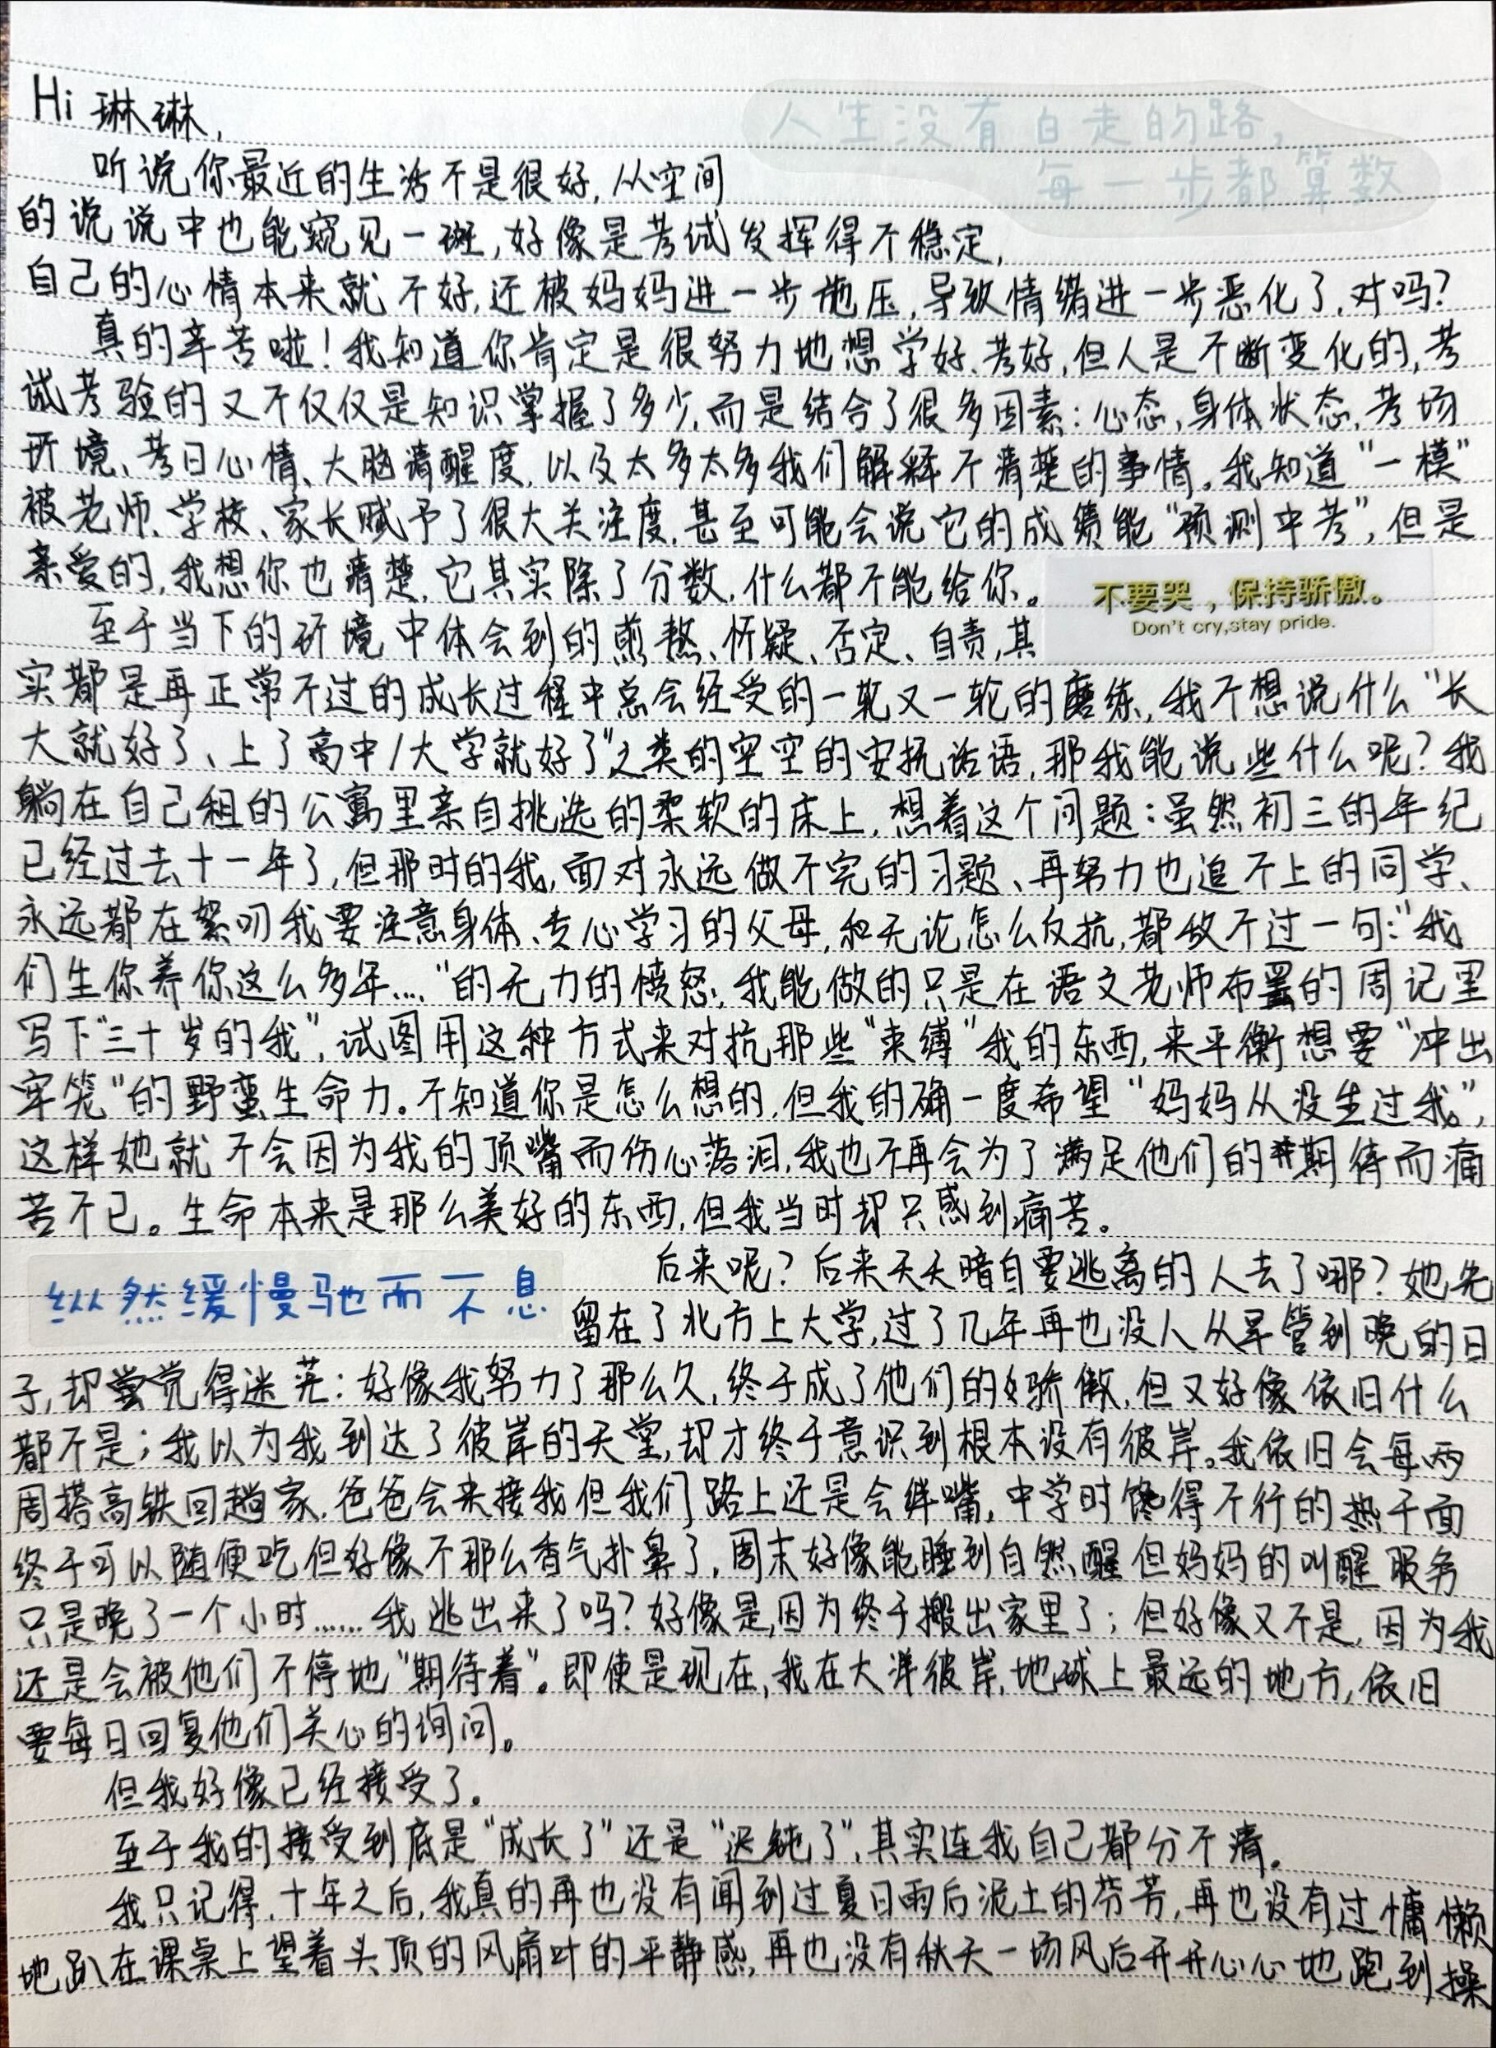 Hi 琳琳,
人生没有白走的路,
每一步都算数
听说你最近的生活不是很好,从空间
的说说中也能窥见一斑,好像是考试发挥得不稳定,
自己的心情本来就不好,还被妈妈进一步施压,导致情绪进一步恶化了,对吗?
真的辛苦啦!我知道你肯定是很努力地想学好、考好,但人是不断变化的,考
试考验的又不仅仅是知识掌握了多少,而是结合了很多因素:心态,身体状态,考场
环境、考日心情、大脑清醒度,以及太多太多我们解释不清楚的事情。我知道“一模”
被老师、学校、家长赋予了很大关注度,甚至可能会说它的成绩能“预测中考”,但是
亲爱的,我想你也清楚,它其实除了分数,什么都不能给你。
不要哭,保持骄傲。
Don't cry,stay pride.
至于当下的环境中体会到的煎熬、怀疑、否定、自责,其
实都是再正常不过的成长过程中总会经受的一轮又一轮的磨练,我不想说什么“长
大就好了、上了高中/大学就好了”之类的空空的安抚话语,那我能说些什么呢?我
躺在自己租的公寓里亲自挑选的柔软的床上,想着这个问题:虽然初三的年纪
已经过去十一年了,但那时的我,面对永远做不完的习题、再努力也追不上的同学、
永远都在絮叨我要注意身体、专心学习的父母,和无论怎么反抗,都敌不过一句:“我
们生你养你这么多年...”的无力的愤怒,我能做的只是在语文老师布置的周记里
写下“三十岁的我”,试图用这种方式来对抗那些“束缚”我的东西,来平衡想要“冲出
牢笼”的野蛮生命力。不知道你是怎么想的,但我的确一度希望“妈妈从没生过我。”,
这样她就不会因为我的顶嘴而伤心落泪,我也不再会为了满足他们的期待而痛
苦不已。生命本来是那么美好的东西,但我当时却只感到痛苦。
后来呢?后来天天暗自要逃离的人去了哪?她先
纵然缓慢驰而不息
留在了北方上大学,过了几年再也没人从早管到晚的日
子,却觉得迷茫:好像我努力了那么久,终于成了他们的骄傲,但又好像依旧什么
都不是;我以为我到达了彼岸的天堂,却才终于意识到根本没有彼岸。我依旧会每两
周搭高铁回趟家,爸爸会来接我但我们路上还是会绊嘴,中学时馋得不行的热干面
终于可以随便吃但好像不那么香气扑鼻了,周末好像能睡到自然醒但妈妈的叫醒服务
只是晚了一个小时......我逃出来了吗?好像是,因为终于搬出家里了;但好像又不是,因为我
还是会被他们不停地“期待着”。即使是现在,我在大洋彼岸,地球上最远的地方,依旧
要每日回复他们关心的询问。
但我好像已经接受了。
至于我的接受到底是“成长了”还是“迟钝了”,其实连我自己都分不清。
我只记得,十年之后,我真的再也没有闻到过夏日雨后泥土的芬芳,再也没有过慵懒
地趴在课桌上望着头顶的风扇叶的平静感,再也没有秋天一场风后开开心心地跑到操